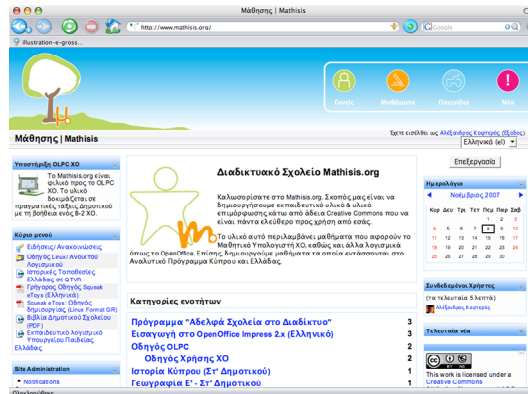 Μάθησης | Mathisis
http://www.mathisis.org/
Google
illustration-e-gross...
Γονείς
Μαθήματα
Παιχνίδια
Νέα
Μάθησης | Mathisis
Έχετε εισέλθει ως Αλέξανδρος Κοφτερός (Έξοδος)
Ελληνικά (el)
Υποστήριξη OLPC XO
Το Mathisis.org είναι
φιλικό προς το OLPC
XO. Το υλικό
δοκιμάζεται σε
πραγματικές τάξεις Δημοτικού
με τη βοήθεια ενός Β-2 XO.
Κύριο μενού
Ειδήσεις/ Ανακοινώσεις
Οδηγός Linux/ Ανοικτού
Λογισμικού
Ιστορικές Τοποθεσίες
Ελλάδας σε
Γρήγορος Οδηγός Squeak
eToys (Ελληνικά)
Squeak eToys: Οδηγός
δημιουργίας (Linux Format GR)
Βιβλία Δημοτικού Σχολείου
(PDF)
Εκπαιδευτικό λογισμικό
Υπουργείου Παιδείας
Ελλάδας.
Site Administration
Notifications
Διαδικτυακό Σχολείο Mathisis.org
Καλωσορίσατε στο Mathisis.org. Σκοπός μας είναι να
δημιουργήσουμε εκπαιδευτικό υλικό & υλικό
επιμόρφωσης κάτω από άδεια Creative Commons που να
είναι πάντα ελεύθερο προς χρήση από εσάς.
Το υλικό αυτό περιλαμβάνει μαθήματα που αφορούν το
Μαθητικό Υπολογιστή XO, καθώς και άλλα λογισμικά
όπως το OpenOffice. Επίσης, δημιουργούμε μαθήματα τα οποία εντάσσονται στο
Αναλυτικό Πρόγραμμα Κύπρου και Ελλάδας.
Κατηγορίες ενοτήτων
Πρόγραμμα "Αδελφά Σχολεία στο Διαδίκτυο" 3
Εισαγωγή στο OpenOffice Impress 2.x (Ελληνικό) 3
Οδηγός OLPC 2
Οδηγός Χρήσης XO 2
Ιστορία Κύπρου (Στ' Δημοτικού) 1
Γεωγραφία Ε' - Στ' Δημοτικού 1
Επεξεργασία
Ημερολόγιο
Νοέμβριος 2007
Κυρ Δευ Τρι Τετ Πεμ Παρ Σαβ
1 2 3
4 5 6 7 8 9 10
11 12 13 14 15 16 17
18 19 20 21 22 23 24
25 26 27 28 29 30
Συνδεδεμένοι Χρήστες
(τα τελευταία 5 λεπτά)
Αλέξανδρος Κοφτερός
Τελευταία νέα
This work is licensed under a
Creative Commons
Ολοκληρώθηκε